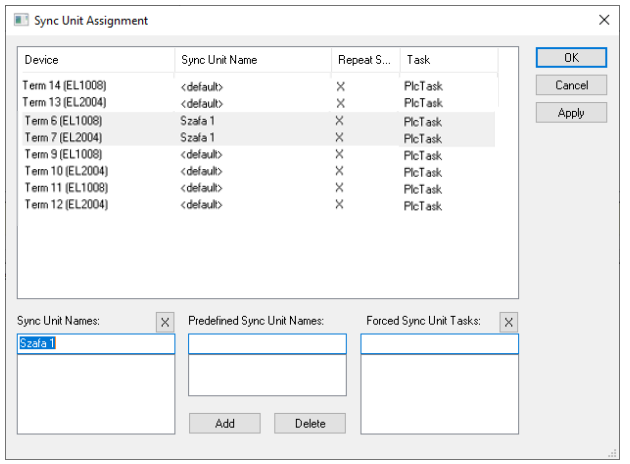 Sync Unit Assignment
Device Sync Unit Name Repeat S... Task
Term 14 (EL1008) <default> X PlcTask
Term 13 (EL2004) <default> X PlcTask
Term 6 (EL1008) Szafa 1 X PlcTask
Term 7 (EL2004) Szafa 1 X PlcTask
Term 9 (EL1008) <default> X PlcTask
Term 10 (EL2004) <default> X PlcTask
Term 11 (EL1008) <default> X PlcTask
Term 12 (EL2004) <default> X PlcTask
OK
Cancel
Apply
Sync Unit Names: X Predefined Sync Unit Names: Forced Sync Unit Tasks: X
Szafa 1
Add Delete